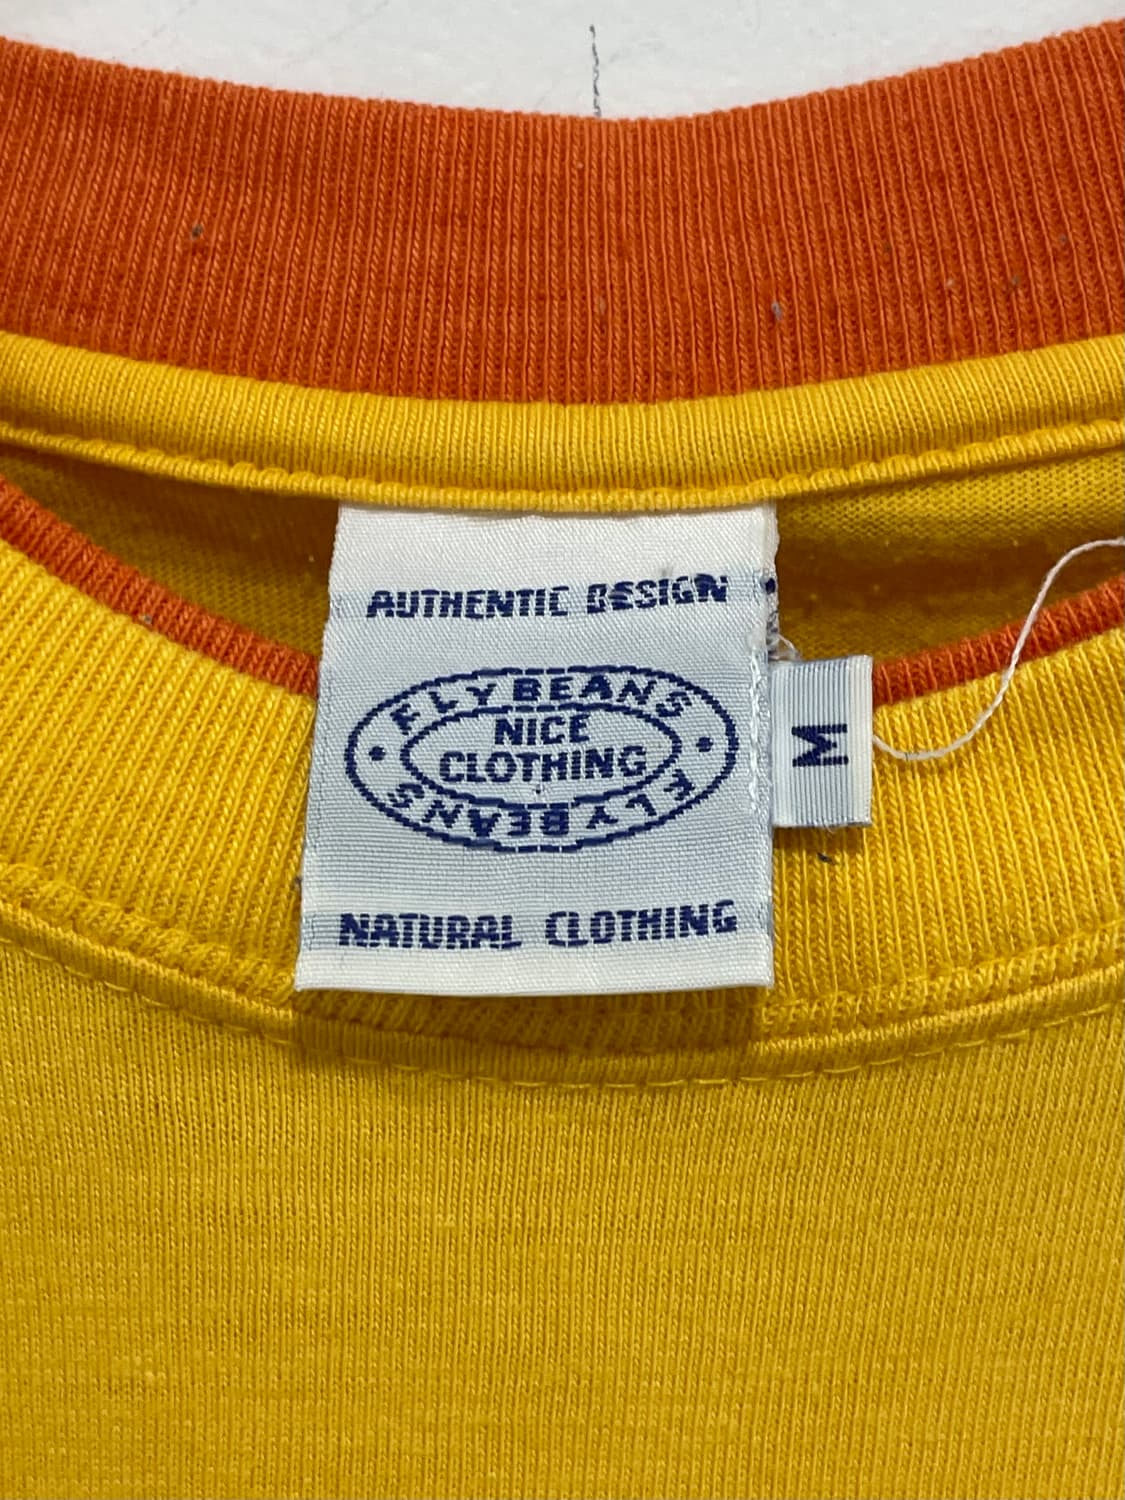 AUTHENTIC DESIGN
FLYBEANS
NICE
CLOTHING
FLYBEANS
NATURAL CLOTHING
M